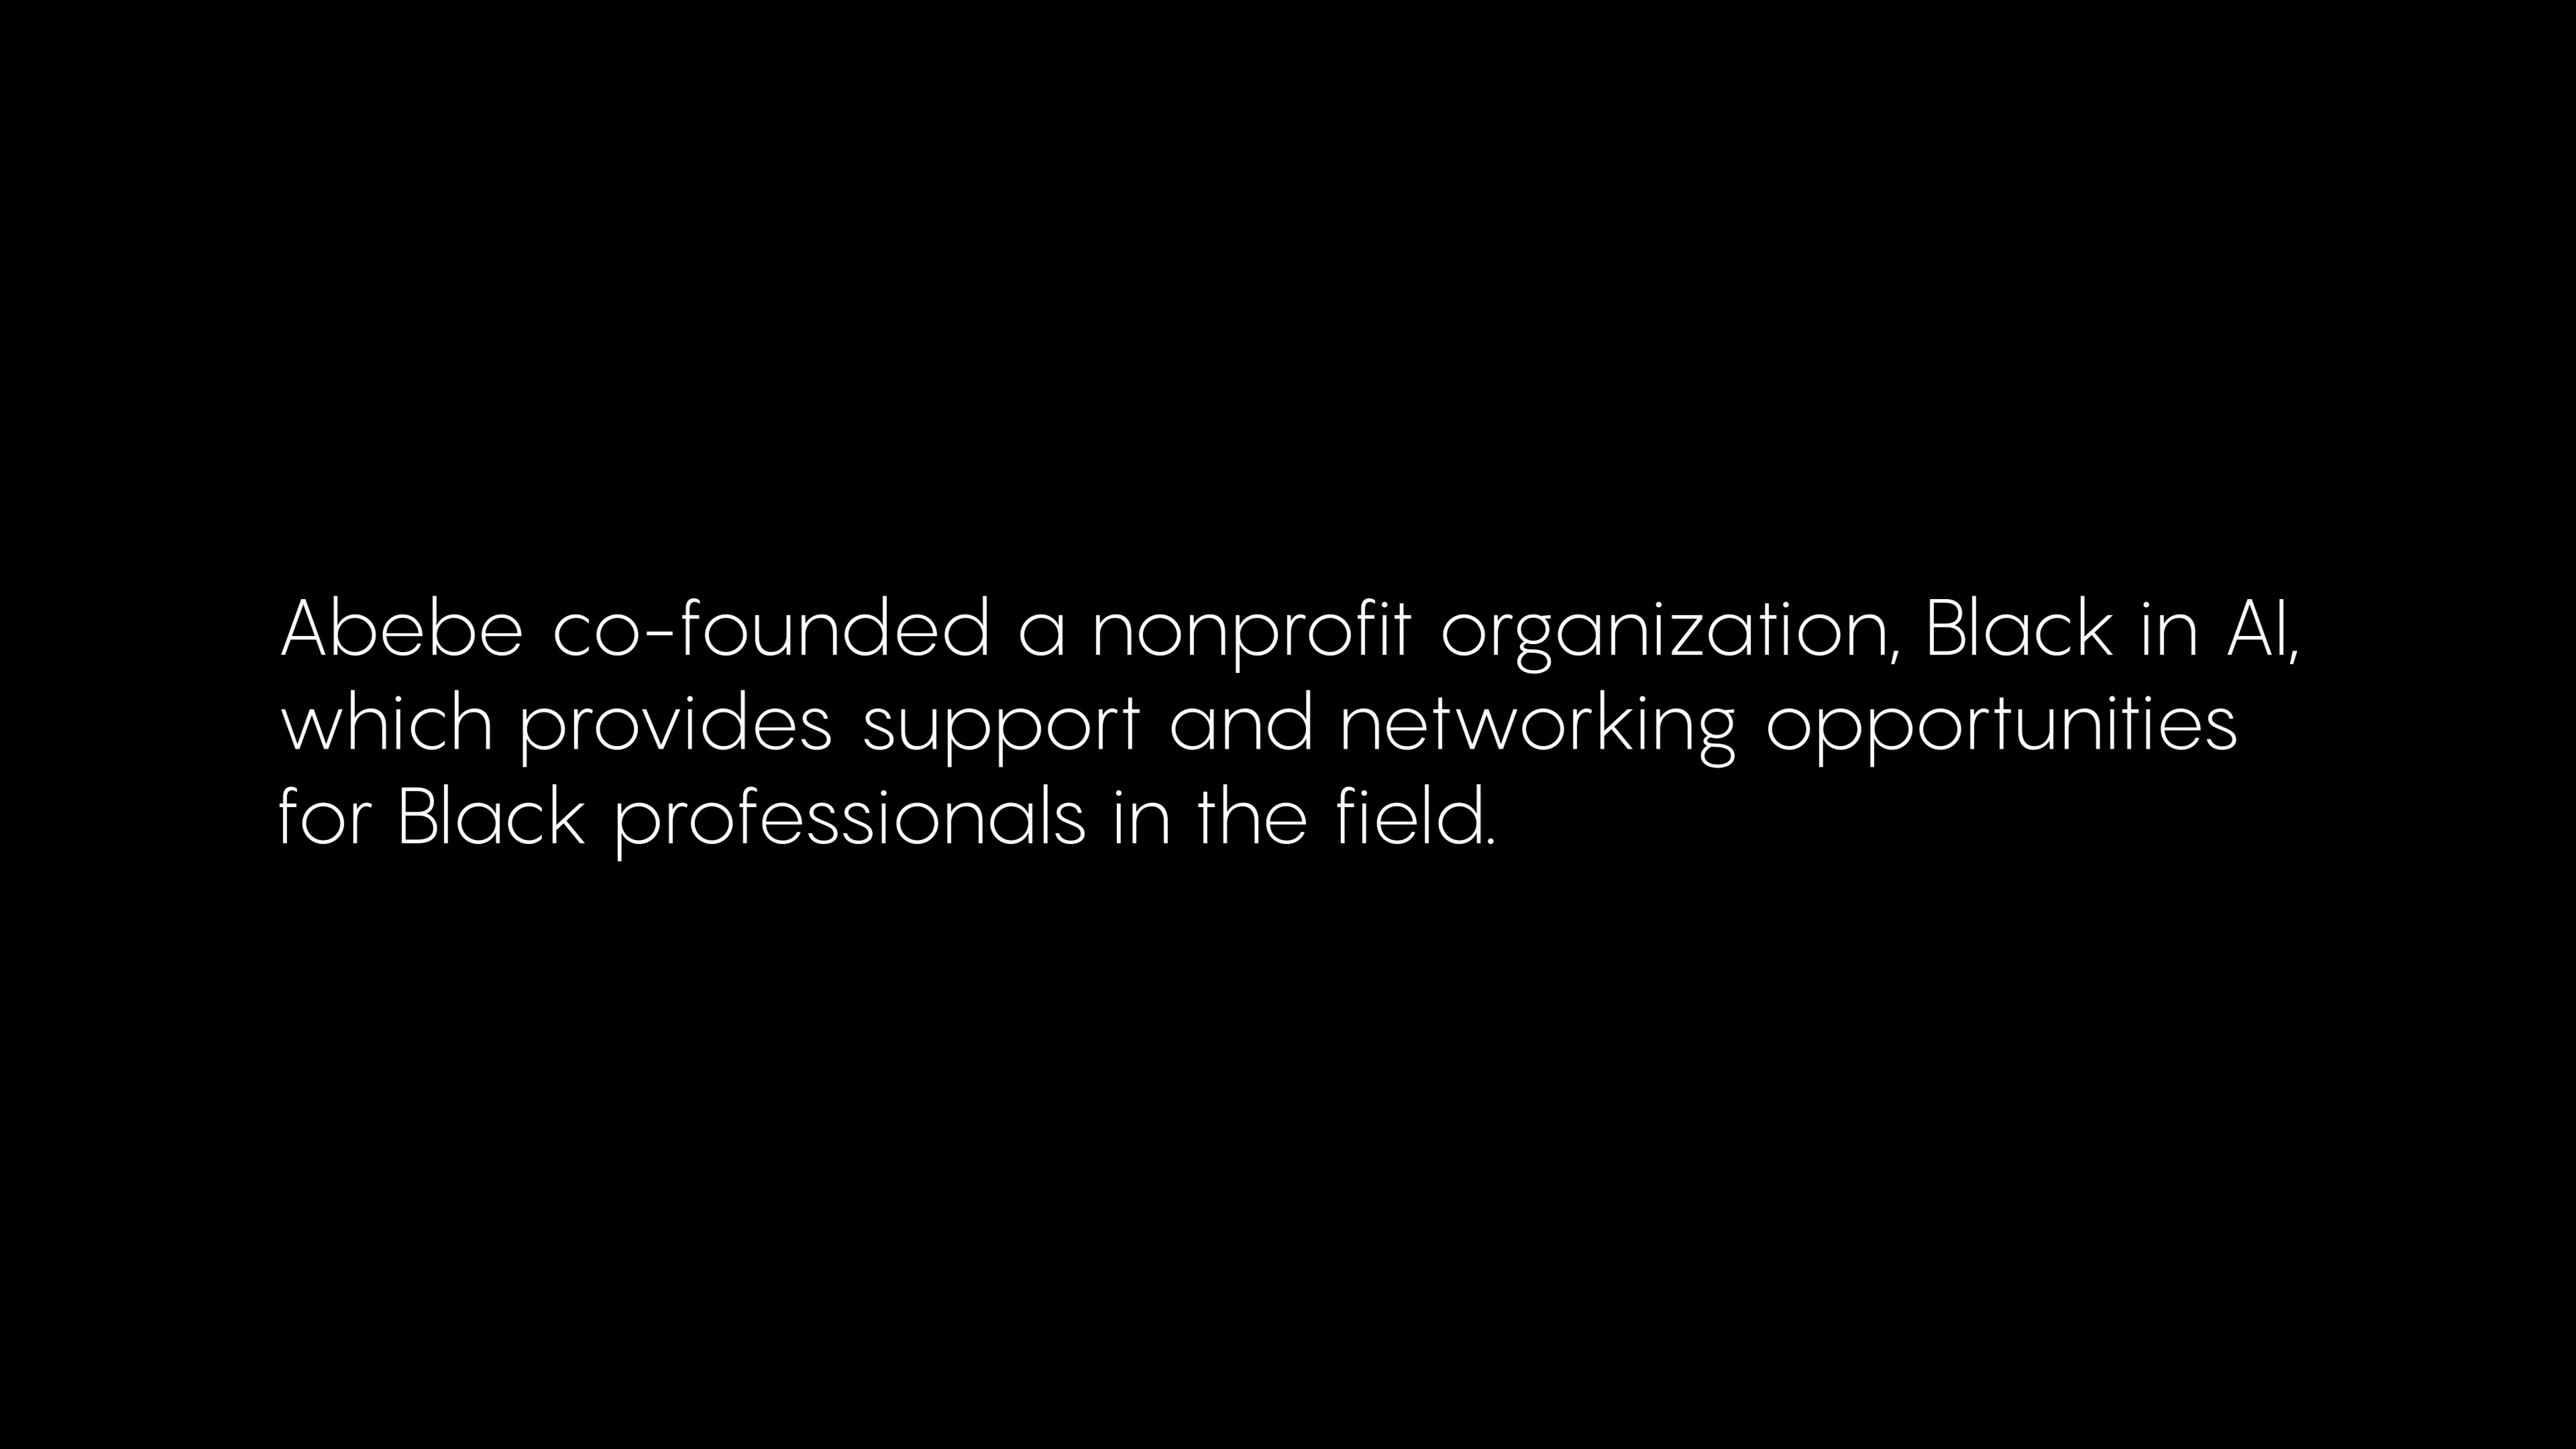 Abebe co-founded a nonprofit organization, Black in AI,
which provides support and networking opportunities
for Black professionals in the field.